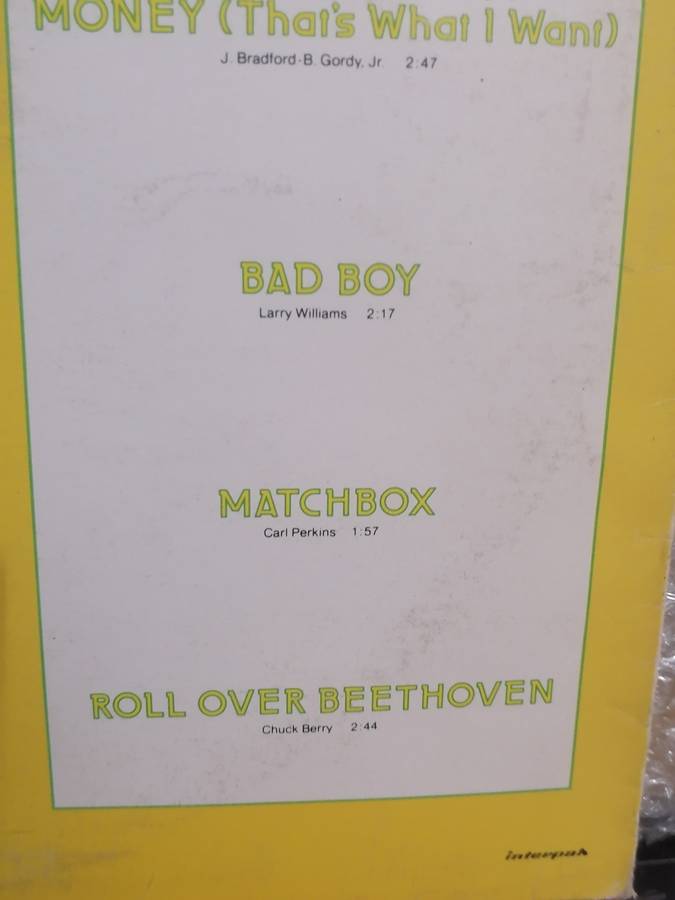 MONEY (That's What I Want)
J. Bradford-B. Gordy, Jr. 2:47
BAD BOY
Larry Williams 2:17
MATCHBOX
Carl Perkins 1:57
ROLL OVER BEETHOVEN
Chuck Berry 2:44
interpak